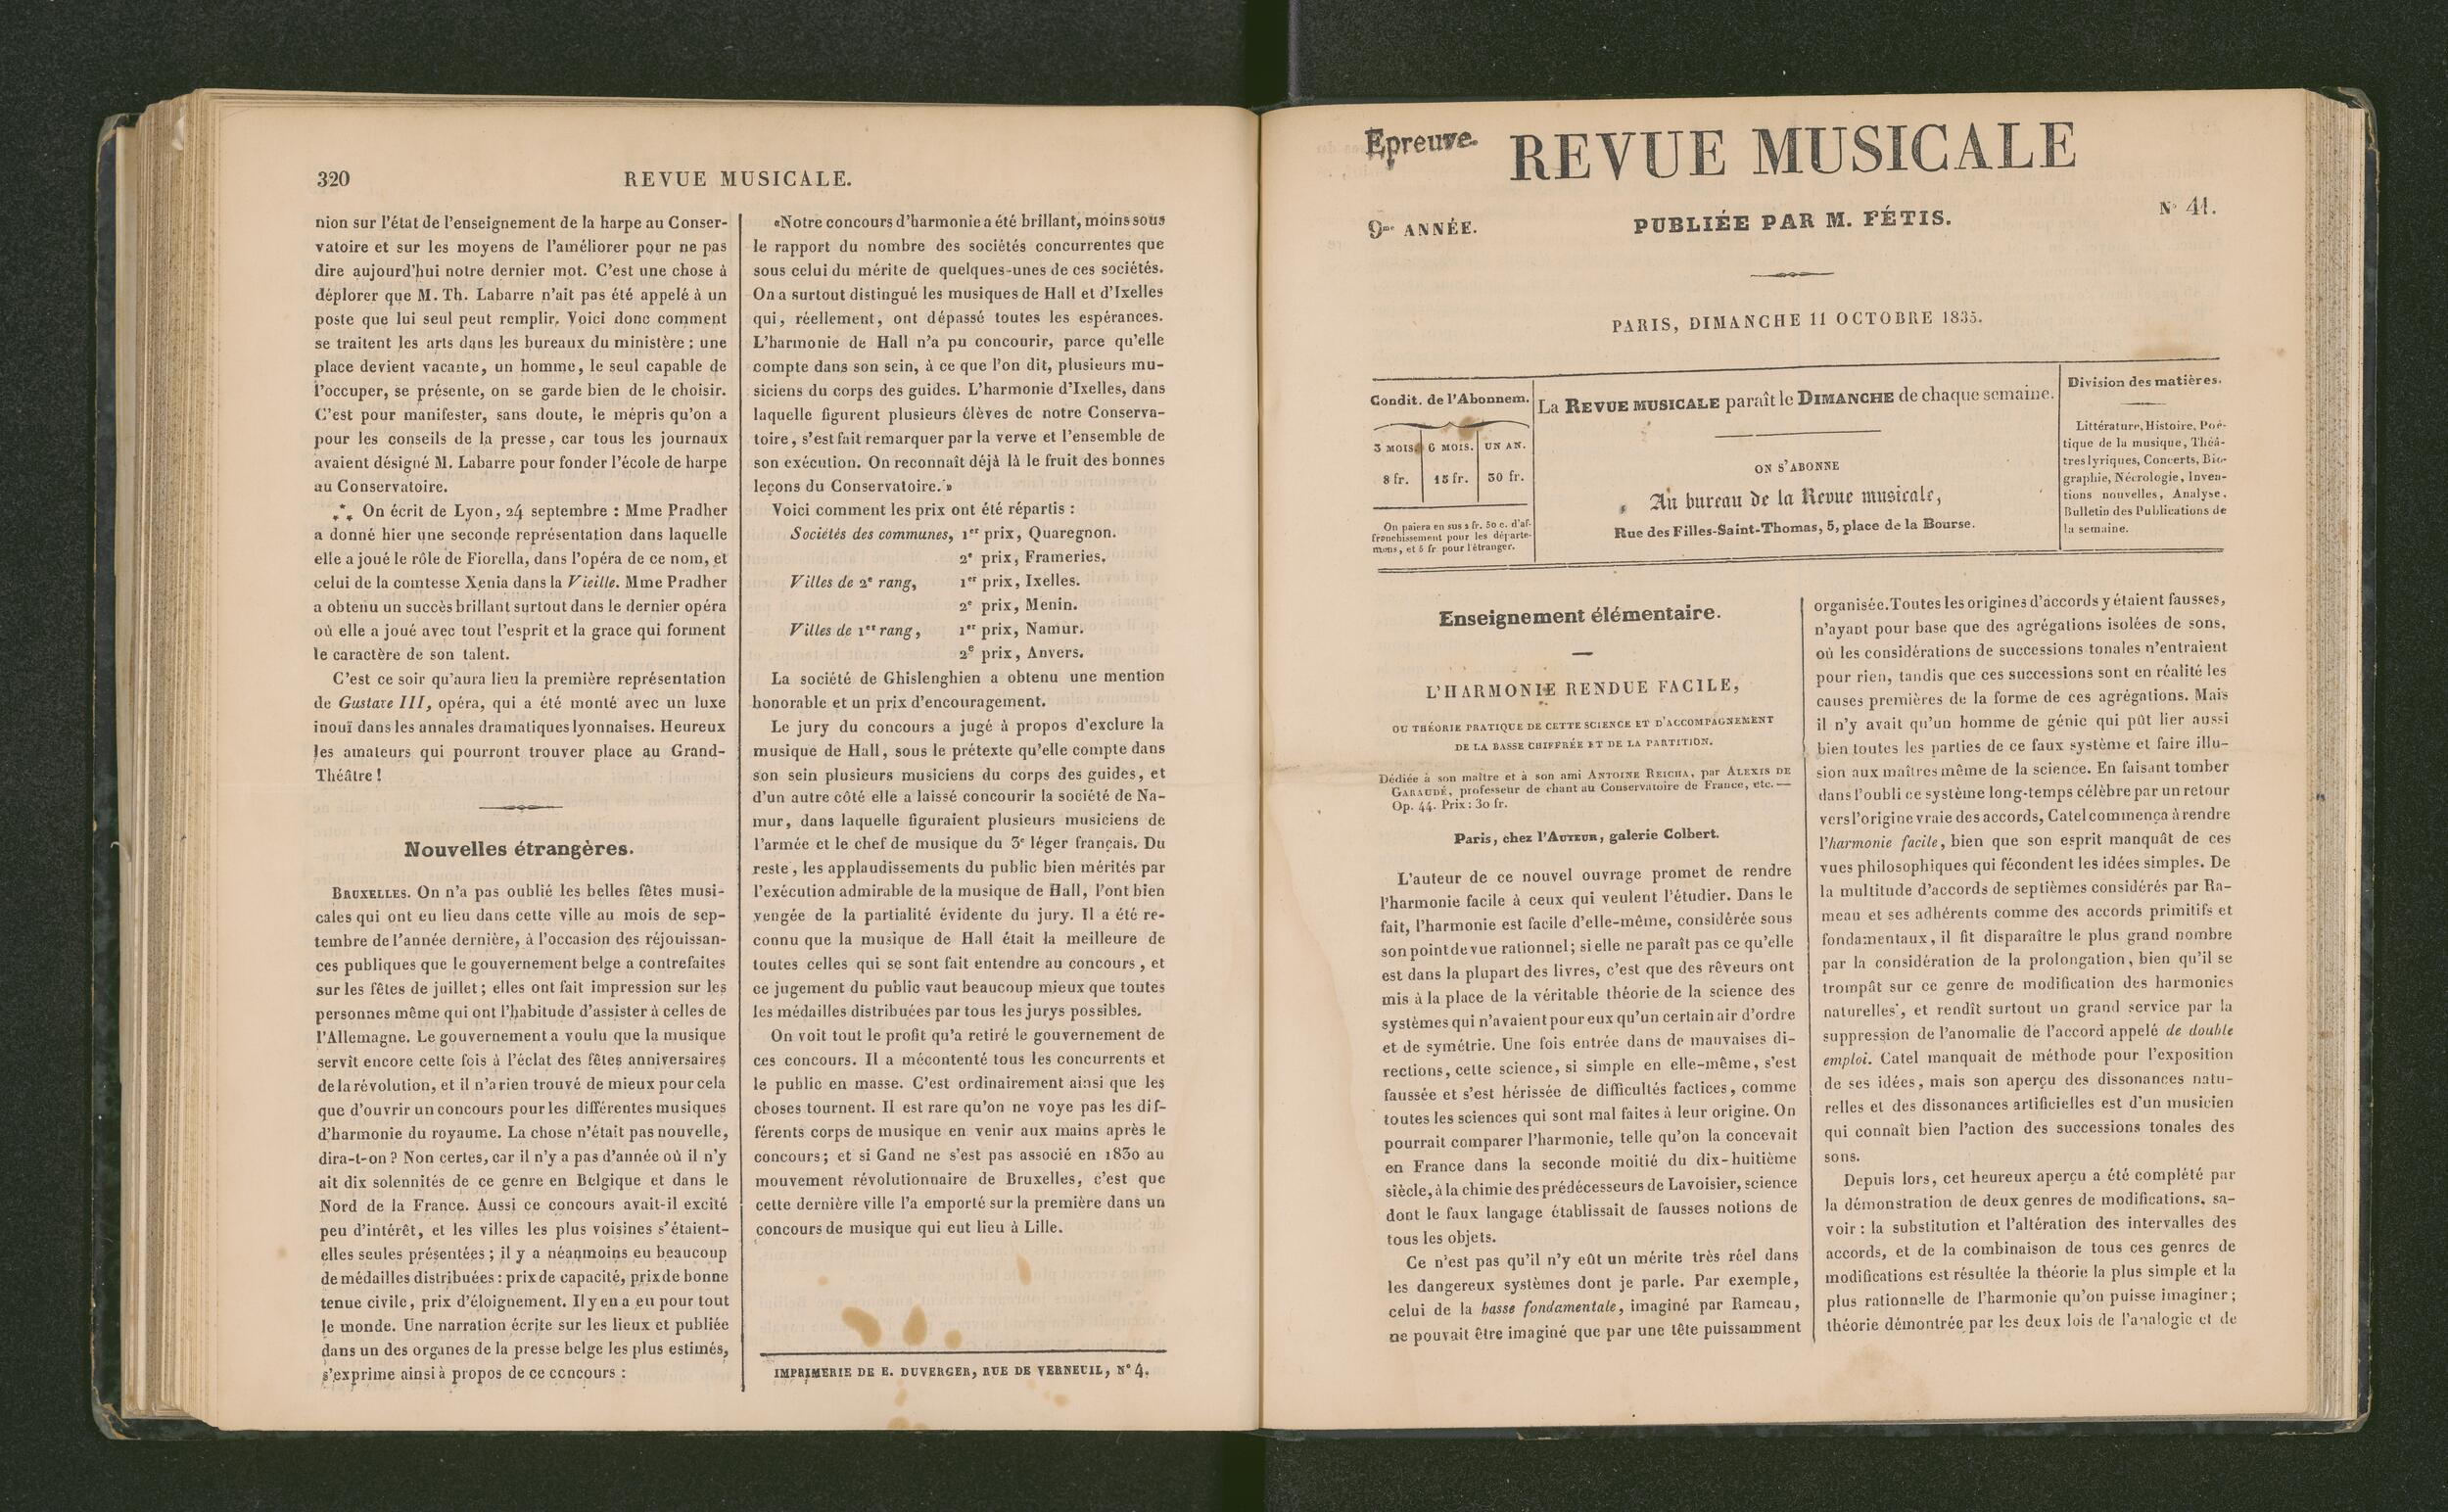 320
REVUE MUSICALE.
nion sur l'état de l'enseignement de la harpe au Conser-
vatoire et sur les moyens de l'améliorer pour ne pas
dire aujourd'hui notre dernier mot. C'est une chose à
déplorer que M. Th. Labarre n'ait pas été appelé à un
poste que lui seul peut remplir. Voici donc comment
se traitent les arts dans les bureaux du ministère : une
place devient vacante, un homme, le seul capable de
l'occuper, se présente, on se garde bien de le choisir.
C'est pour manifester, sans doute, le mépris qu'on a
pour les conseils de la presse, car tous les journaux
avaient désigné M. Labarre pour fonder l'école de harpe
au Conservatoire.
*** On écrit de Lyon, 24 septembre : Mme Pradher
a donné hier une seconde représentation dans laquelle
elle a joué le rôle de Fiorella, dans l'opéra de ce nom, et
celui de la comtesse Xenia dans la Vieille. Mme Pradher
a obtenu un succès brillant surtout dans le dernier opéra
où elle a joué avec tout l'esprit et la grace qui forment
le caractère de son talent.
C'est ce soir qu'aura lieu la première représentation
de Gustave III, opéra, qui a été monté avec un luxe
inouï dans les annales dramatiques lyonnaises. Heureux
les amateurs qui pourront trouver place au Grand-
Théâtre !
Nouvelles étrangères.
BRUXELLES. On n'a pas oublié les belles fêtes musi-
cales qui ont eu lieu dans cette ville au mois de sep-
tembre de l'année dernière, à l'occasion des réjouissan-
ces publiques que le gouvernement belge a contrefaites
sur les fêtes de juillet ; elles ont fait impression sur les
personnes même qui ont l'habitude d'assister à celles de
l'Allemagne. Le gouvernement a voulu que la musique
servît encore cette fois à l'éclat des fêtes anniversaires
de la révolution, et il n'a rien trouvé de mieux pour cela
que d'ouvrir un concours pour les différentes musiques
d'harmonie du royaume. La chose n'était pas nouvelle,
dira-t-on ? Non certes, car il n'y a pas d'année où il n'y
ait dix solennités de ce genre en Belgique et dans le
Nord de la France. Aussi ce concours avait-il excité
peu d'intérêt, et les villes les plus voisines s'étaient-
elles seules présentées ; il y a néanmoins eu beaucoup
de médailles distribuées : prix de capacité, prix de bonne
tenue civile, prix d'éloignement. Il y en a eu pour tout
le monde. Une narration écrite sur les lieux et publiée
dans un des organes de la presse belge les plus estimés,
s'exprime ainsi à propos de ce concours :
«Notre concours d'harmonie a été brillant, moins sous
le rapport du nombre des sociétés concurrentes que
sous celui du mérite de quelques-unes de ces sociétés.
On a surtout distingué les musiques de Hall et d'Ixelles
qui, réellement, ont dépassé toutes les espérances.
L'harmonie de Hall n'a pu concourir, parce qu'elle
compte dans son sein, à ce que l'on dit, plusieurs mu-
siciens du corps des guides. L'harmonie d'Ixelles, dans
laquelle figurent plusieurs élèves de notre Conserva-
toire, s'est fait remarquer par la verve et l'ensemble de
son exécution. On reconnaît déjà là le fruit des bonnes
leçons du Conservatoire.»
Voici comment les prix ont été répartis :
Sociétés des communes, 1er prix, Quaregnon.
2e prix, Frameries.
Villes de 2e rang, 1er prix, Ixelles.
2e prix, Menin.
Villes de 1er rang, 1er prix, Namur.
2e prix, Anvers.
La société de Ghislenghien a obtenu une mention
honorable et un prix d'encouragement.
Le jury du concours a jugé à propos d'exclure la
musique de Hall, sous le prétexte qu'elle compte dans
son sein plusieurs musiciens du corps des guides, et
d'un autre côté elle a laissé concourir la société de Na-
mur, dans laquelle figuraient plusieurs musiciens de
l'armée et le chef de musique du 3e léger français. Du
reste, les applaudissements du public bien mérités par
l'exécution admirable de la musique de Hall, l'ont bien
vengée de la partialité évidente du jury. Il a été re-
connu que la musique de Hall était la meilleure de
toutes celles qui se sont fait entendre au concours, et
ce jugement du public vaut beaucoup mieux que toutes
les médailles distribuées par tous les jurys possibles.
On voit tout le profit qu'a retiré le gouvernement de
ces concours. Il a mécontenté tous les concurrents et
le public en masse. C'est ordinairement ainsi que les
choses tournent. Il est rare qu'on ne voye pas les dif-
férents corps de musique en venir aux mains après le
concours ; et si Gand ne s'est pas associé en 1830 au
mouvement révolutionnaire de Bruxelles, c'est que
cette dernière ville l'a emporté sur la première dans un
concours de musique qui eut lieu à Lille.
IMPRIMERIE DE E. DUVERGER, RUE DE VERNEUIL, N° 4.
Epreuve.
REVUE MUSICALE
9me ANNÉE.
PUBLIÉE PAR M. FÉTIS.
N° 41.
PARIS, DIMANCHE 11 OCTOBRE 1835.
Condit. de l'Abonnem.
3 MOIS 6 MOIS. UN AN.
8 fr. 15 fr. 30 fr.
On paiera en sus 2 fr. 50 c. d'af-
franchissement pour les départe-
mens, et 5 fr pour l'étranger.
La REVUE MUSICALE paraît le DIMANCHE de chaque semaine.
ON S'ABONNE
Au bureau de la Revue musicale,
Rue des Filles-Saint-Thomas, 5, place de la Bourse.
Division des matières.
Littérature, Histoire, Poé-
tique de la musique, Théâ-
tres lyriques, Concerts, Bio-
graphie, Nécrologie, Inven-
tions nouvelles, Analyse,
Bulletin des Publications de
la semaine.
Enseignement élémentaire.
L'HARMONIE RENDUE FACILE,
OU THÉORIE PRATIQUE DE CETTE SCIENCE ET D'ACCOMPAGNEMENT
DE LA BASSE CHIFFRÉE ET DE LA PARTITION.
Dédiée à son maître et à son ami ANTOINE REICHA, par ALEXIS DE
GARAUDÉ, professeur de chant au Conservatoire de France, etc. —
Op. 44. Prix : 30 fr.
Paris, chez l'AUTEUR, galerie Colbert.
L'auteur de ce nouvel ouvrage promet de rendre
l'harmonie facile à ceux qui veulent l'étudier. Dans le
fait, l'harmonie est facile d'elle-même, considérée sous
son point de vue rationnel ; si elle ne paraît pas ce qu'elle
est dans la plupart des livres, c'est que des rêveurs ont
mis à la place de la véritable théorie de la science des
systèmes qui n'avaient pour eux qu'un certain air d'ordre
et de symétrie. Une fois entrée dans de mauvaises di-
rections, cette science, si simple en elle-même, s'est
faussée et s'est hérissée de difficultés factices, comme
toutes les sciences qui sont mal faites à leur origine. On
pourrait comparer l'harmonie, telle qu'on la concevait
en France dans la seconde moitié du dix-huitième
siècle, à la chimie des prédécesseurs de Lavoisier, science
dont le faux langage établissait de fausses notions de
tous les objets.
Ce n'est pas qu'il n'y eût un mérite très réel dans
les dangereux systèmes dont je parle. Par exemple,
celui de la basse fondamentale, imaginé par Rameau,
ne pouvait être imaginé que par une tête puissamment
organisée. Toutes les origines d'accords y étaient fausses,
n'ayant pour base que des agrégations isolées de sons,
où les considérations de successions tonales n'entraient
pour rien, tandis que ces successions sont en réalité les
causes premières de la forme de ces agrégations. Mais
il n'y avait qu'un homme de génie qui pût lier aussi
bien toutes les parties de ce faux système et faire illu-
sion aux maîtres même de la science. En faisant tomber
dans l'oubli ce système long-temps célèbre par un retour
vers l'origine vraie des accords, Catel commença à rendre
l'harmonie facile, bien que son esprit manquât de ces
vues philosophiques qui fécondent les idées simples. De
la multitude d'accords de septièmes considérés par Ra-
meau et ses adhérents comme des accords primitifs et
fondamentaux, il fit disparaître le plus grand nombre
par la considération de la prolongation, bien qu'il se
trompât sur ce genre de modification des harmonies
naturelles, et rendît surtout un grand service par la
suppression de l'anomalie de l'accord appelé de double
emploi. Catel manquait de méthode pour l'exposition
de ses idées, mais son aperçu des dissonances natu-
relles et des dissonances artificielles est d'un musicien
qui connaît bien l'action des successions tonales des
sons.
Depuis lors, cet heureux aperçu a été complété par
la démonstration de deux genres de modifications, sa-
voir : la substitution et l'altération des intervalles des
accords, et de la combinaison de tous ces genres de
modifications est résultée la théorie la plus simple et la
plus rationnelle de l'harmonie qu'on puisse imaginer ;
théorie démontrée par les deux lois de l'analogie et de